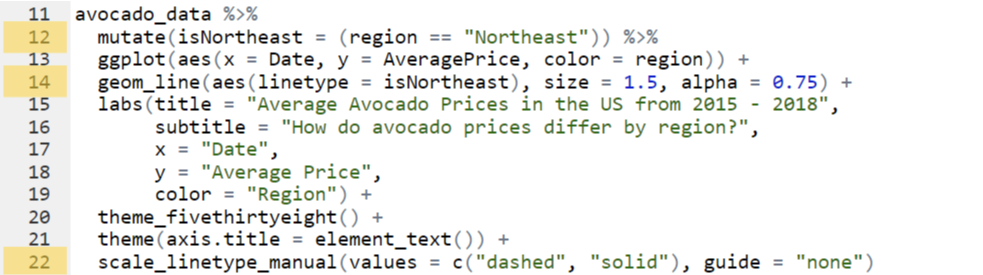 11 avocado_data %>%
12 mutate(isNortheast = (region == "Northeast")) %>%
13 ggplot(aes(x = Date, y = AveragePrice, color = region)) +
14 geom_line(aes(linetype = isNortheast), size = 1.5, alpha = 0.75) +
15 labs(title = "Average Avocado Prices in the US from 2015 - 2018",
16 subtitle = "How do avocado prices differ by region?",
17 x = "Date",
18 y = "Average Price",
19 color = "Region") +
20 theme_fivethirtyeight() +
21 theme(axis.title = element_text()) +
22 scale_linetype_manual(values = c("dashed", "solid"), guide = "none")